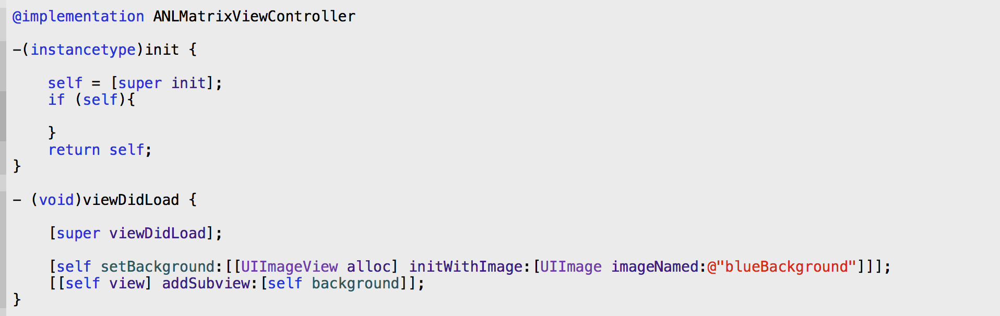 @implementation ANLMatrixViewController
-(instancetype)init {
self = [super init];
if (self){
}
return self;
}
- (void)viewDidLoad {
[super viewDidLoad];
[self setBackground:[[UIImageView alloc] initWithImage:[UIImage imageNamed:@"blueBackground"]]];
[[self view] addSubview:[self background]];
}